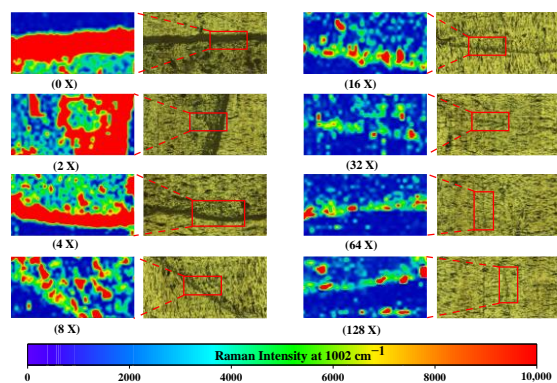 (0 X)
(16 X)
(2 X)
(32 X)
(4 X)
(64 X)
(8 X)
(128 X)
Raman Intensity at 1002 cm⁻¹
0 2000 4000 6000 8000 10,000